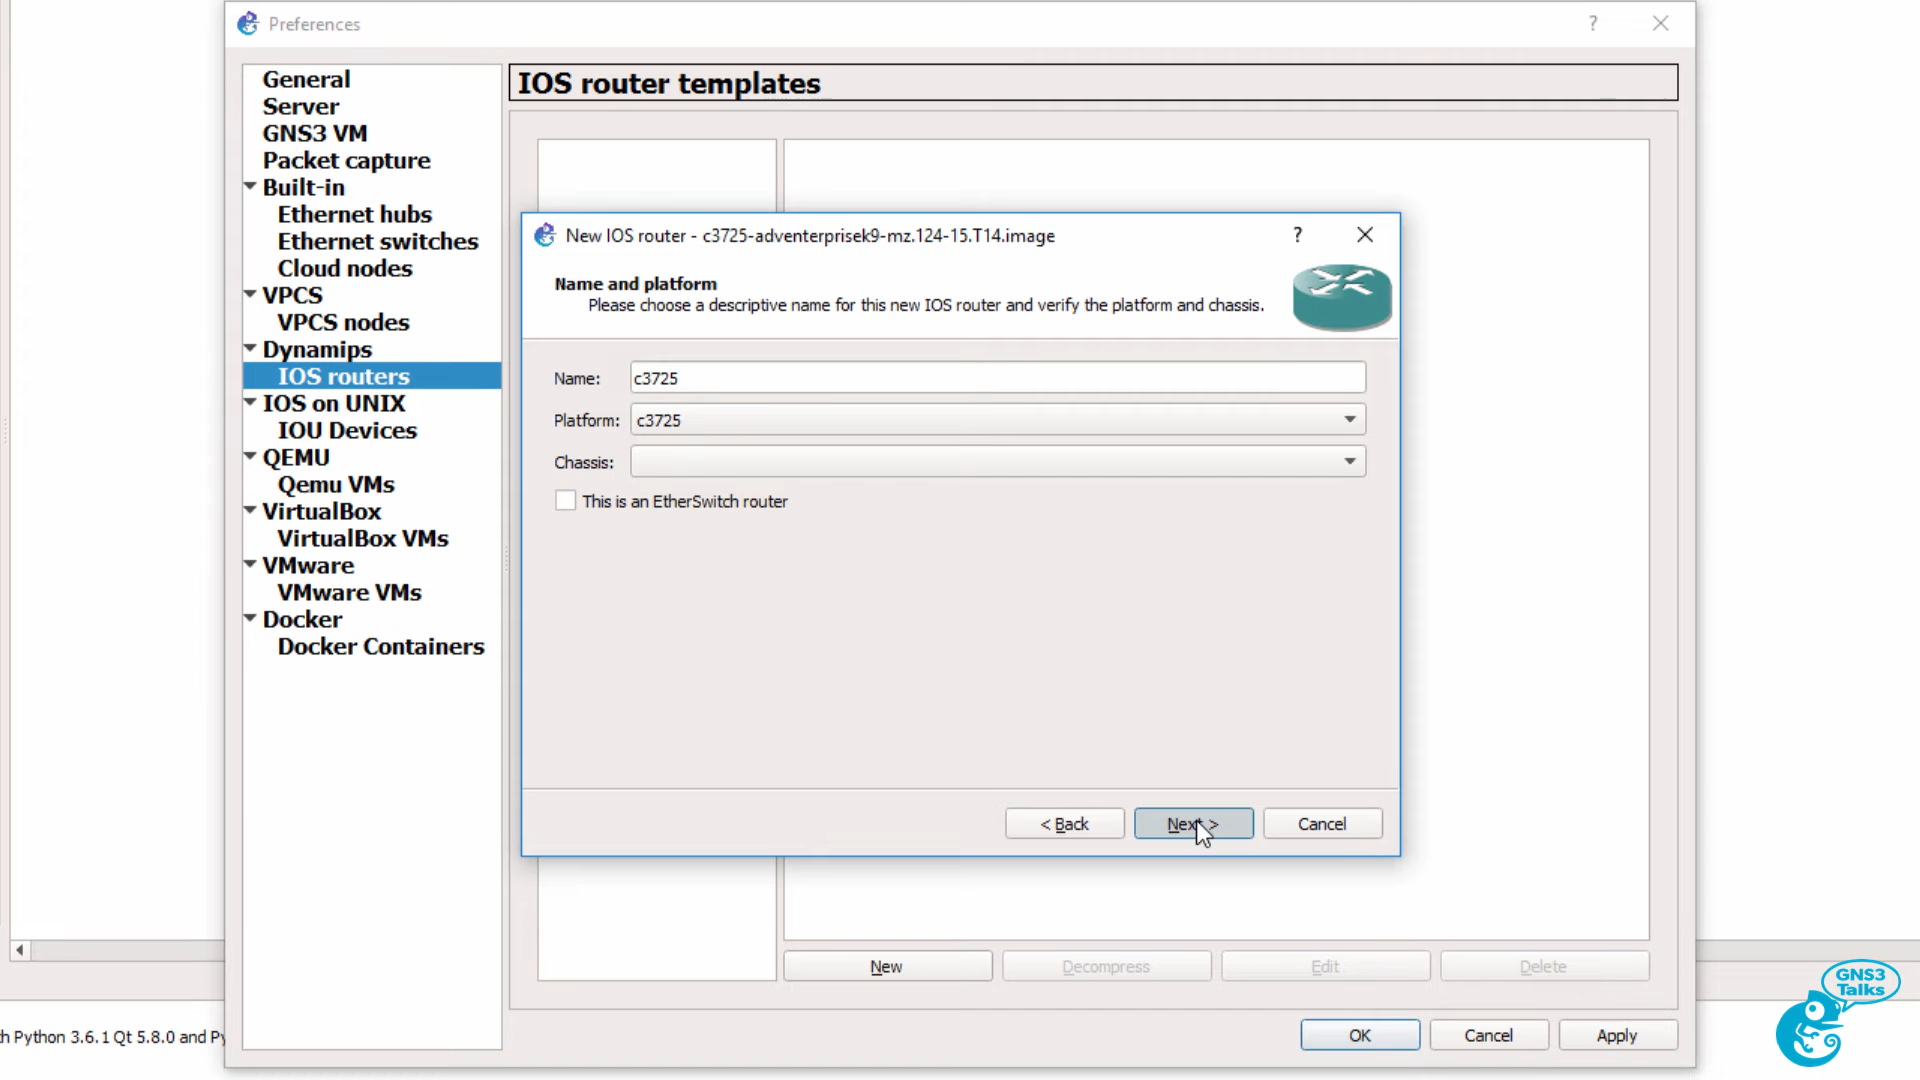 Preferences
?
General
Server
GNS3 VM
Packet capture
Built-in
Ethernet hubs
Ethernet switches
Cloud nodes
VPCS
VPCS nodes
Dynamips
IOS routers
IOS on UNIX
IOU Devices
QEMU
Qemu VMs
VirtualBox
VirtualBox VMs
VMware
VMware VMs
Docker
Docker Containers
IOS router templates
New IOS router - c3725-adventerprisek9-mz.124-15.T14.image
?
Name and platform
Please choose a descriptive name for this new IOS router and verify the platform and chassis.
Name: c3725
Platform: c3725
Chassis:
This is an EtherSwitch router
< Back Next > Cancel
New Decompress Edit Delete
OK Cancel Apply
h Python 3.6.1 Qt 5.8.0 and Py
GNS3
Talks